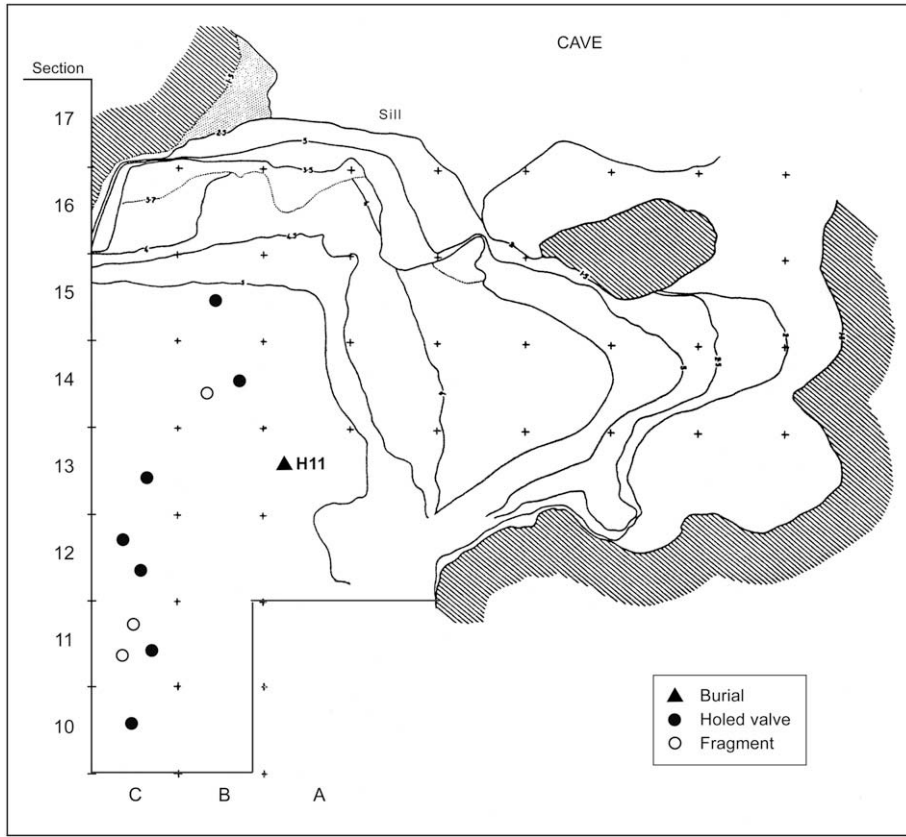 CAVE
Section
17
Sill
16
15
14
13
H11
12
11
10
C B A
Burial
Holed valve
Fragment